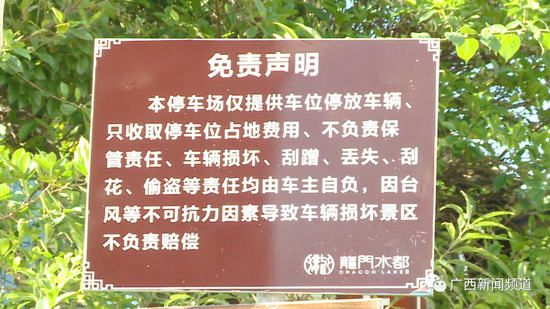 免责声明
本停车场仅提供车位停放车辆、
只收取停车位占地费用、不负责保
管责任、车辆损坏、刮蹭、丢失、刮
花、偷盗等责任均由车主自负，因台
风等不可抗力因素导致车辆损坏景区
不负责赔偿
龍門水都
DRAGON LAKE
广西新闻频道